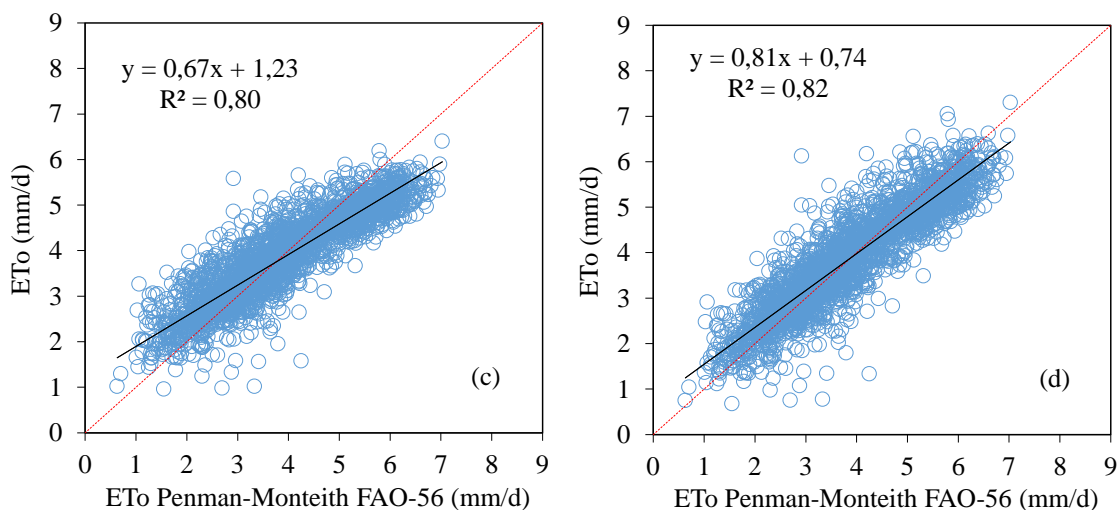 9
8
7
6
5
4
3
2
1
0
ETo (mm/d)
y = 0,67x + 1,23
R² = 0,80
(c)
0 1 2 3 4 5 6 7 8 9
ETo Penman-Monteith FAO-56 (mm/d)
9
8
7
6
5
4
3
2
1
0
ETo (mm/d)
y = 0,81x + 0,74
R² = 0,82
(d)
0 1 2 3 4 5 6 7 8 9
ETo Penman-Monteith FAO-56 (mm/d)